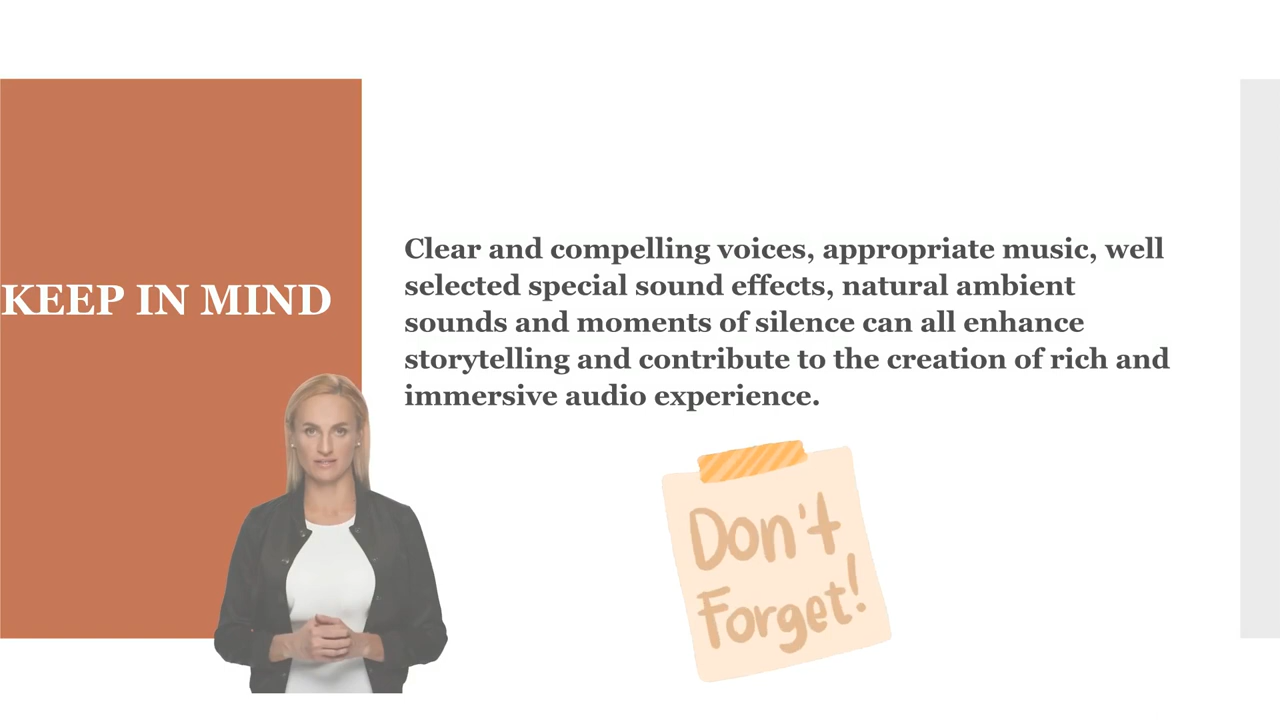 KEEP IN MIND
Clear and compelling voices, appropriate music, well
selected special sound effects, natural ambient
sounds and moments of silence can all enhance
storytelling and contribute to the creation of rich and
immersive audio experience.
Don't
Forget!